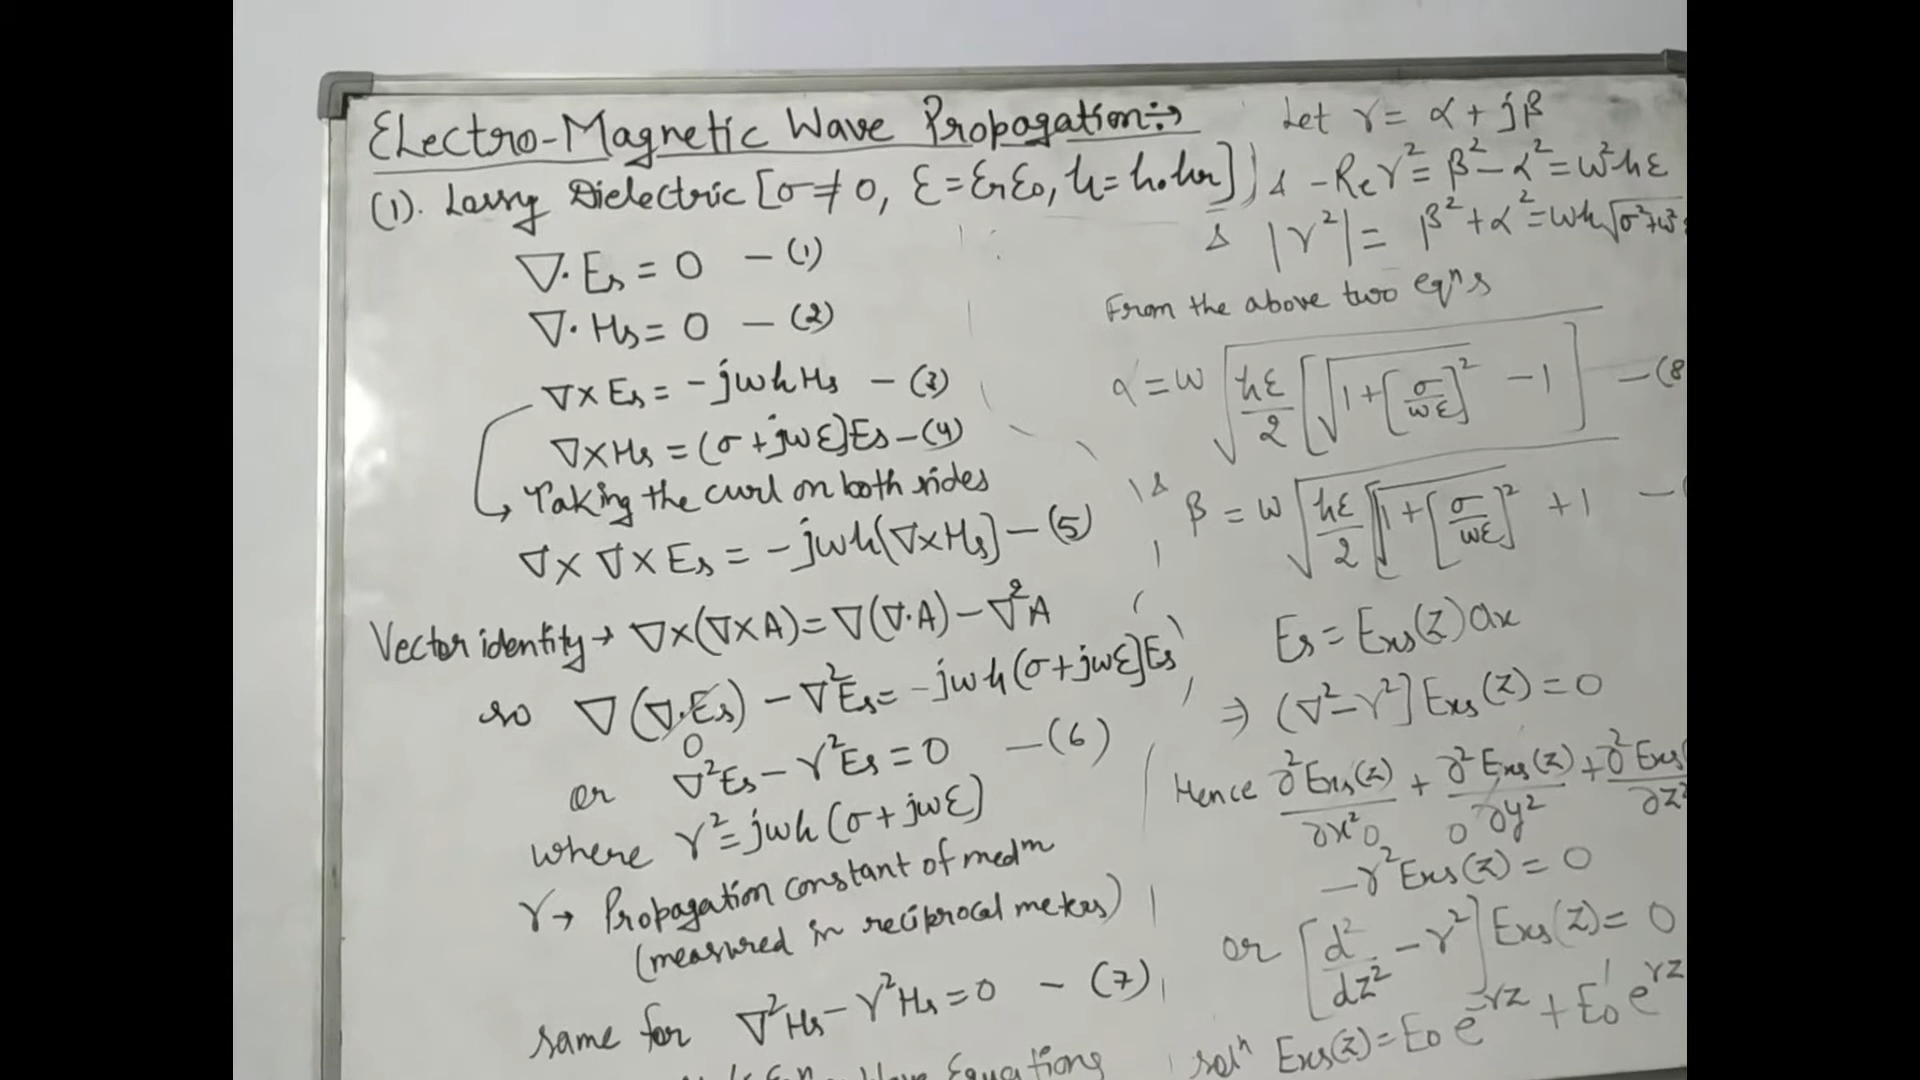 Electro-Magnetic Wave Propagation:→
(1). Lossy Dielectric [σ ≠ 0, ε = εrε0, μ = μ0μr]
∇·Es = 0 — (1)
∇·Hs = 0 — (2)
∇×Es = -jωμHs — (3)
∇×Hs = (σ + jωε]Es — (4)
Taking the curl on both sides
∇×∇×Es = -jωμ(∇×Hs] — (5)
Vector identity → ∇×(∇×A) = ∇(∇·A) - ∇²A
so ∇(∇·Es) - ∇²Es = -jωμ(σ + jωε]Es
0
or ∇²Es - γ²Es = 0 — (6)
where γ² = jωμ(σ + jωε]
γ → Propagation constant of medm
(measured in reciprocal meters)
same for ∇²Hs - γ²Hs = 0 — (7)
Wave Equations
Let γ = α + jβ
& -Re γ² = β² - α² = ω²με
& |γ²| = β² + α² = ωμ√σ²+ω²
From the above two eqns
α = ω √(με/2 [√(1+[σ/ωε]²) - 1] — (8
& β = ω √(με/2 [√(1+[σ/ωε]²) + 1 — (
Es = Exs(z)ax
⇒ (∇² - γ²] Exs(z) = 0
Hence ∂²Exs(z)/∂x² + ∂²Exs(z)/∂y² + ∂²Exs(/∂z²
0 0
- γ²Exs(z) = 0
or [d²/dz² - γ²] Exs(z) = 0
solⁿ Exs(z) = E0 e^-γz + E0' e^γz